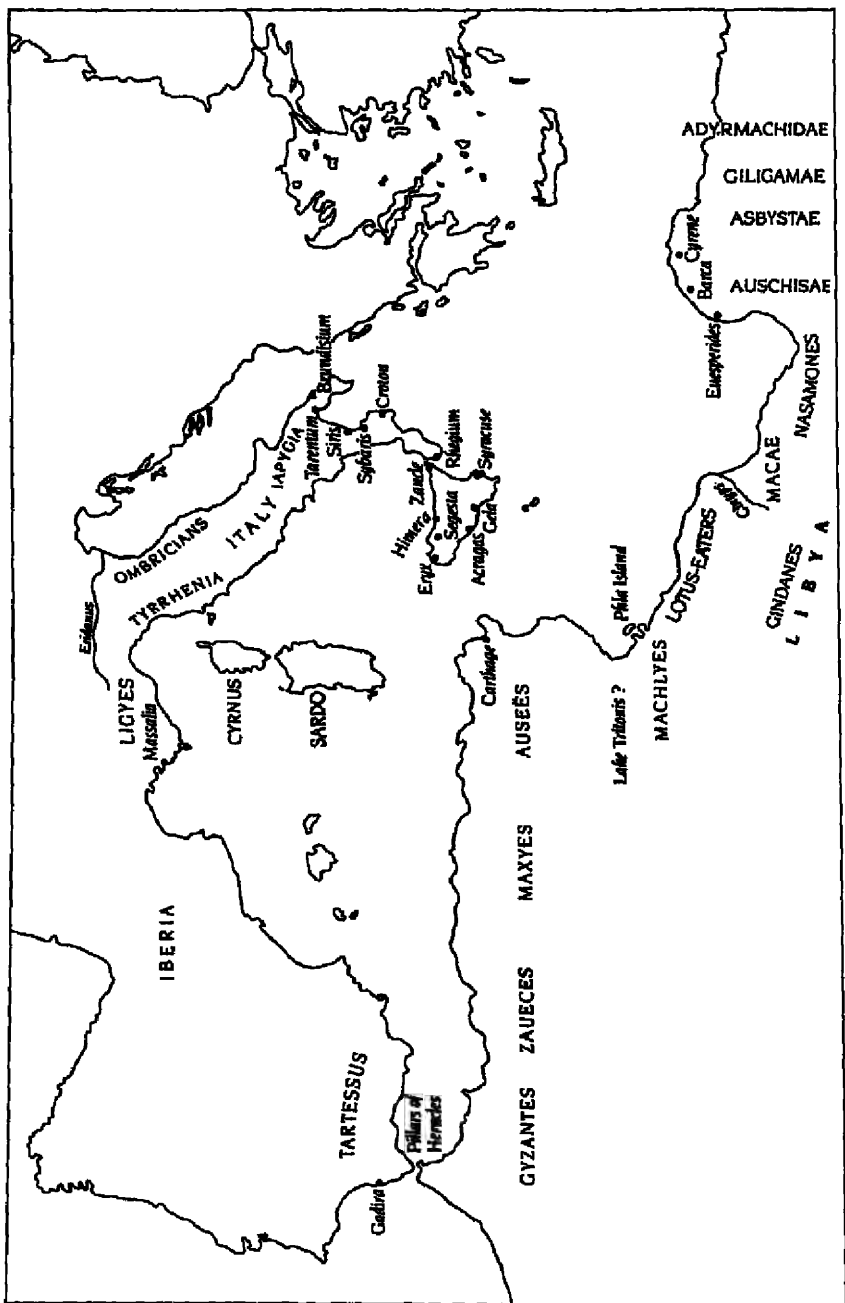 Eridanus
LIGYES
Massalia
OMBRICIANS
TYRRHENIA
ITALY
IAPYGIA
Brundisium
Tarentum
Siris
Sybaris
Croton
IBERIA
CYRNUS
SARDO
TARTESSUS
Gadira
Pillars of
Heracles
Zancle
Rhegium
Himera
Segesta
Eryx
Acragas
Gela
Syracuse
Carthage
GYZANTES
ZAUECES
MAXYES
AUSEËS
Lake Tritonis ?
MACHLYES
Phla Island
LOTUS-EATERS
GINDANES
LIBYA
Cinyps
MACAE
NASAMONES
Euesperides
Barca
Cyrene
AUSCHISAE
ASBYSTAE
GILIGAMAE
ADYRMACHIDAE